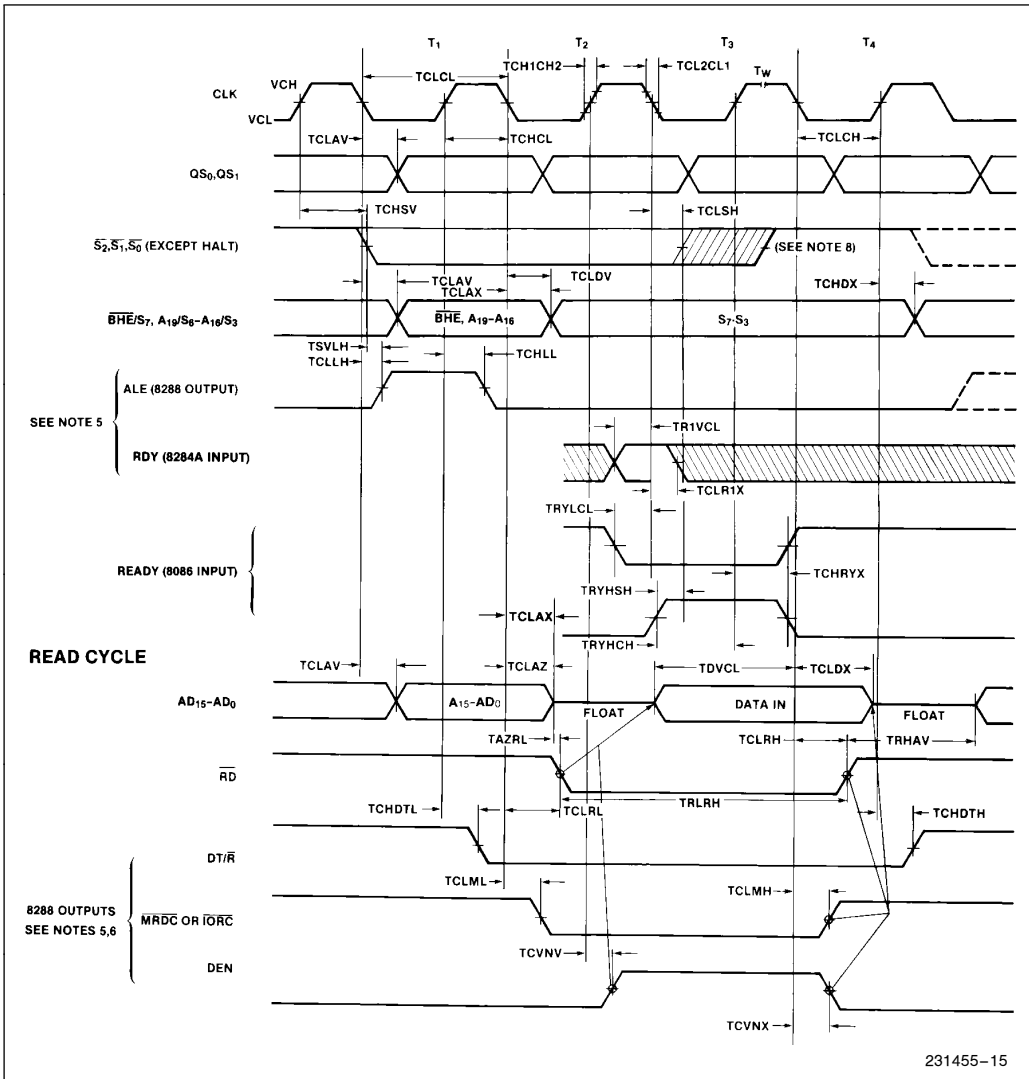 T1 T2 T3 T4
TCH1CH2 TCL2CL1
TCLCL TW
VCH
CLK
VCL
TCLAV TCHCL TCLCH
QS0,QS1
TCHSV TCLSH
S2,S1,S0 (EXCEPT HALT) (SEE NOTE 8)
TCLAV TCLDV
TCLAX TCHDX
BHE/S7, A19/S6–A16/S3 BHE, A19–A16 S7-S3
TSVLH
TCLLH TCHLL
ALE (8288 OUTPUT)
SEE NOTE 5 TR1VCL
RDY (8284A INPUT)
TCLR1X
TRYLCL
READY (8086 INPUT) TCHRYX
TRYHSH
TCLAX
TRYHCH
READ CYCLE
TCLAV TCLAZ TDVCL TCLDX
AD15–AD0 A15–AD0 FLOAT DATA IN FLOAT
TAZRL TCLRH TRHAV
RD
TRLRH
TCHDTL TCLRL TCHDTH
DT/R
TCLML TCLMH
8288 OUTPUTS
SEE NOTES 5,6
MRDC OR IORC
TCVNV
DEN
TCVNX
231455–15